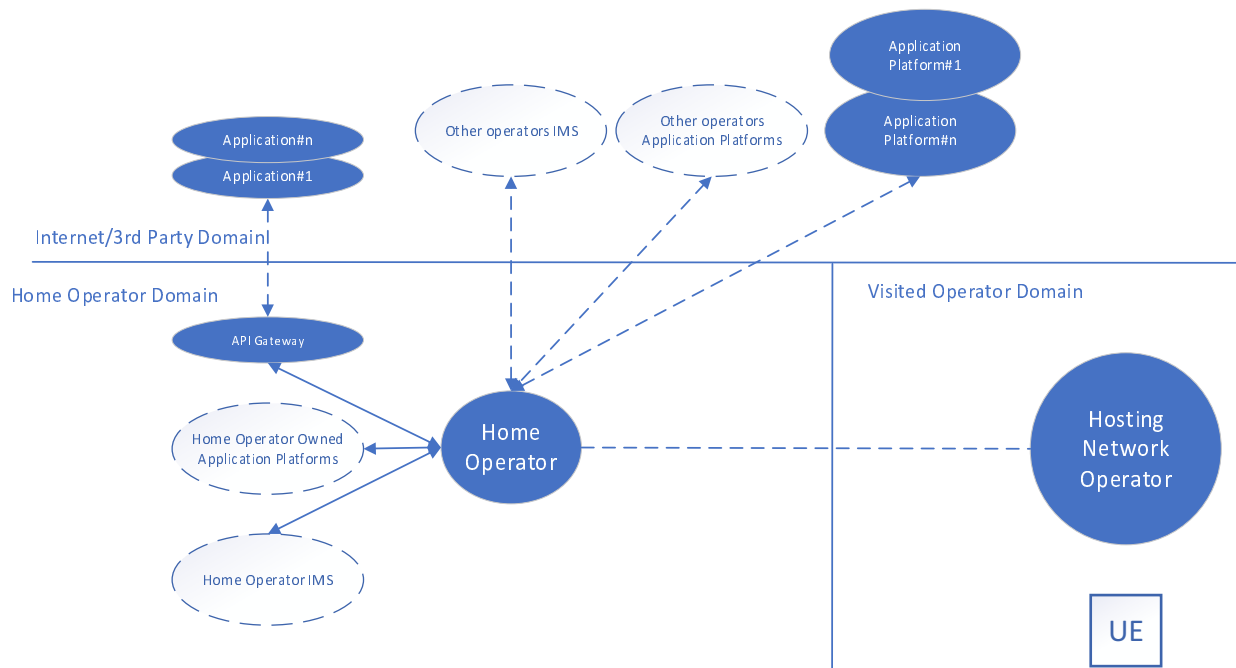 Application
Platform#1
Application
Platform#n
Other operators IMS
Other operators
Application Platforms
Application#n
Application#1
Internet/3rd Party Domain
Home Operator Domain
Visited Operator Domain
API Gateway
Home Operator Owned
Application Platforms
Home
Operator
Hosting
Network
Operator
Home Operator IMS
UE